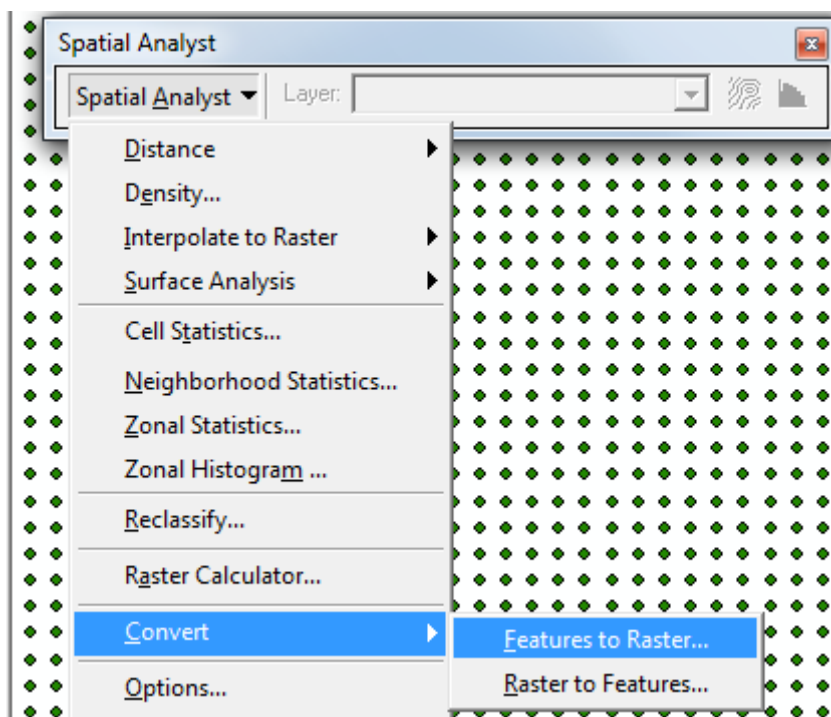 Spatial Analyst
Spatial Analyst Layer:
Distance
Density...
Interpolate to Raster
Surface Analysis
Cell Statistics...
Neighborhood Statistics...
Zonal Statistics...
Zonal Histogram ...
Reclassify...
Raster Calculator...
Convert
Features to Raster...
Raster to Features...
Options...